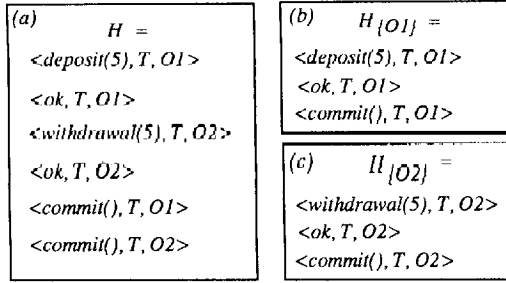 (a)
H =
<deposit(5), T, O1>
<ok, T, O1>
<withdrawal(5), T, O2>
<ok, T, O2>
<commit(), T, O1>
<commit(), T, O2>
(b) H{O1} =
<deposit(5), T, O1>
<ok, T, O1>
<commit(), T, O1>
(c) H{O2} =
<withdrawal(5), T, O2>
<ok, T, O2>
<commit(), T, O2>